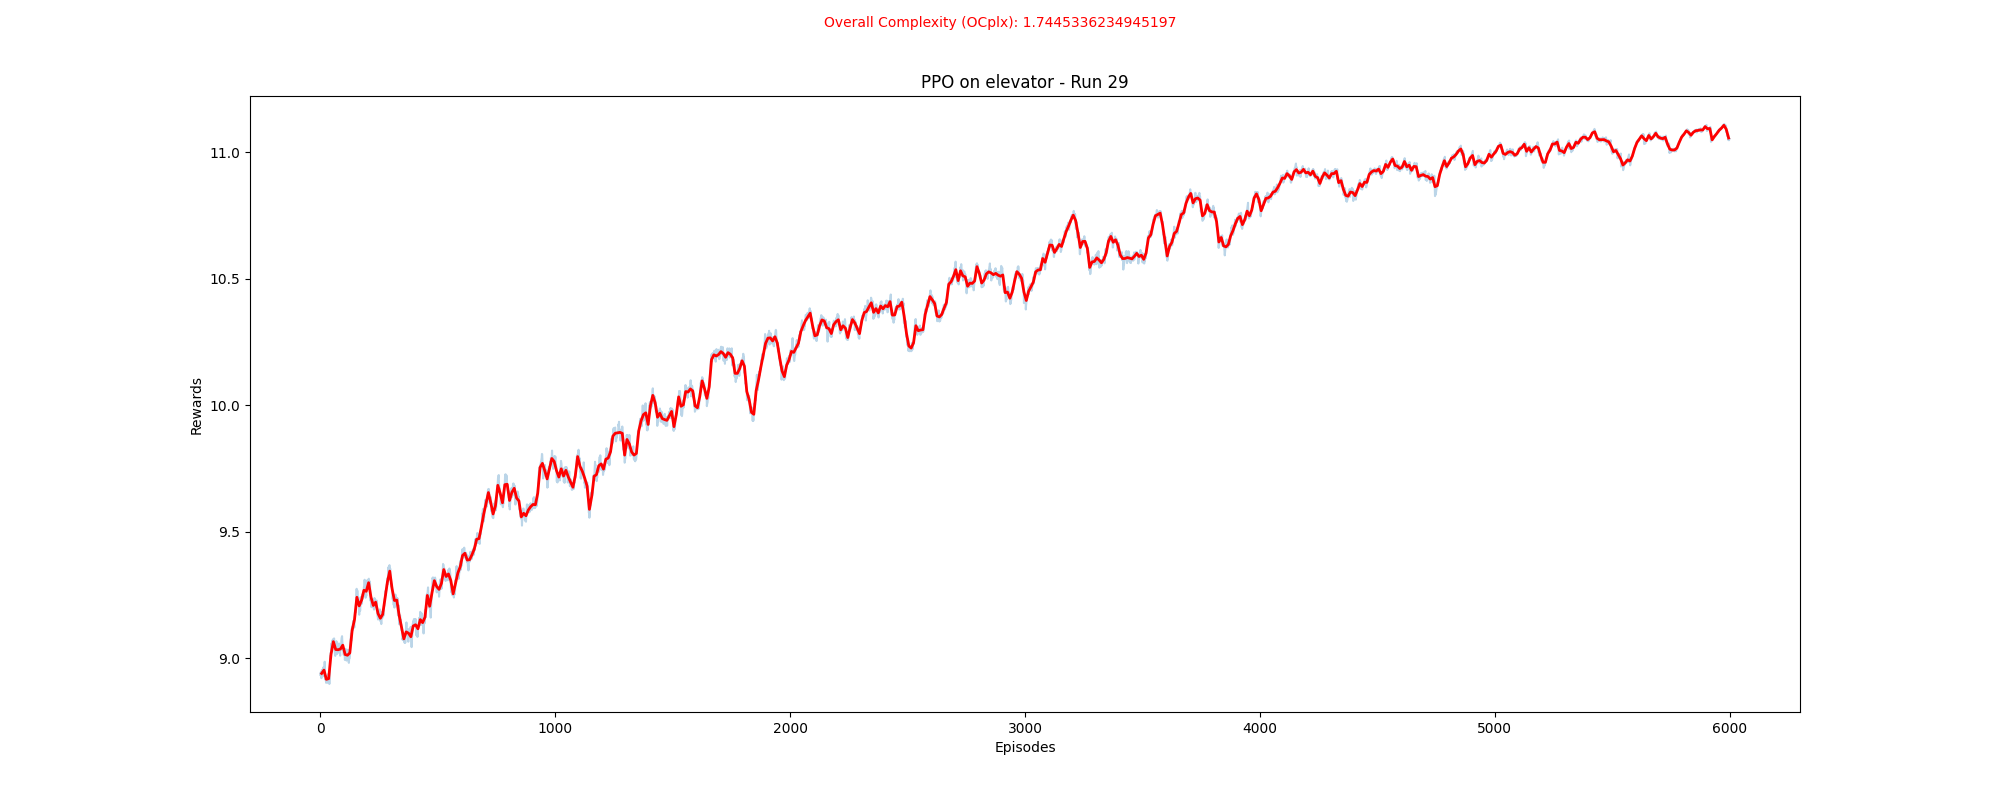 Overall Complexity (OCplx): 1.7445336234945197
PPO on elevator - Run 29
11.0
10.5
10.0
9.5
9.0
Rewards
0 1000 2000 3000 4000 5000 6000
Episodes